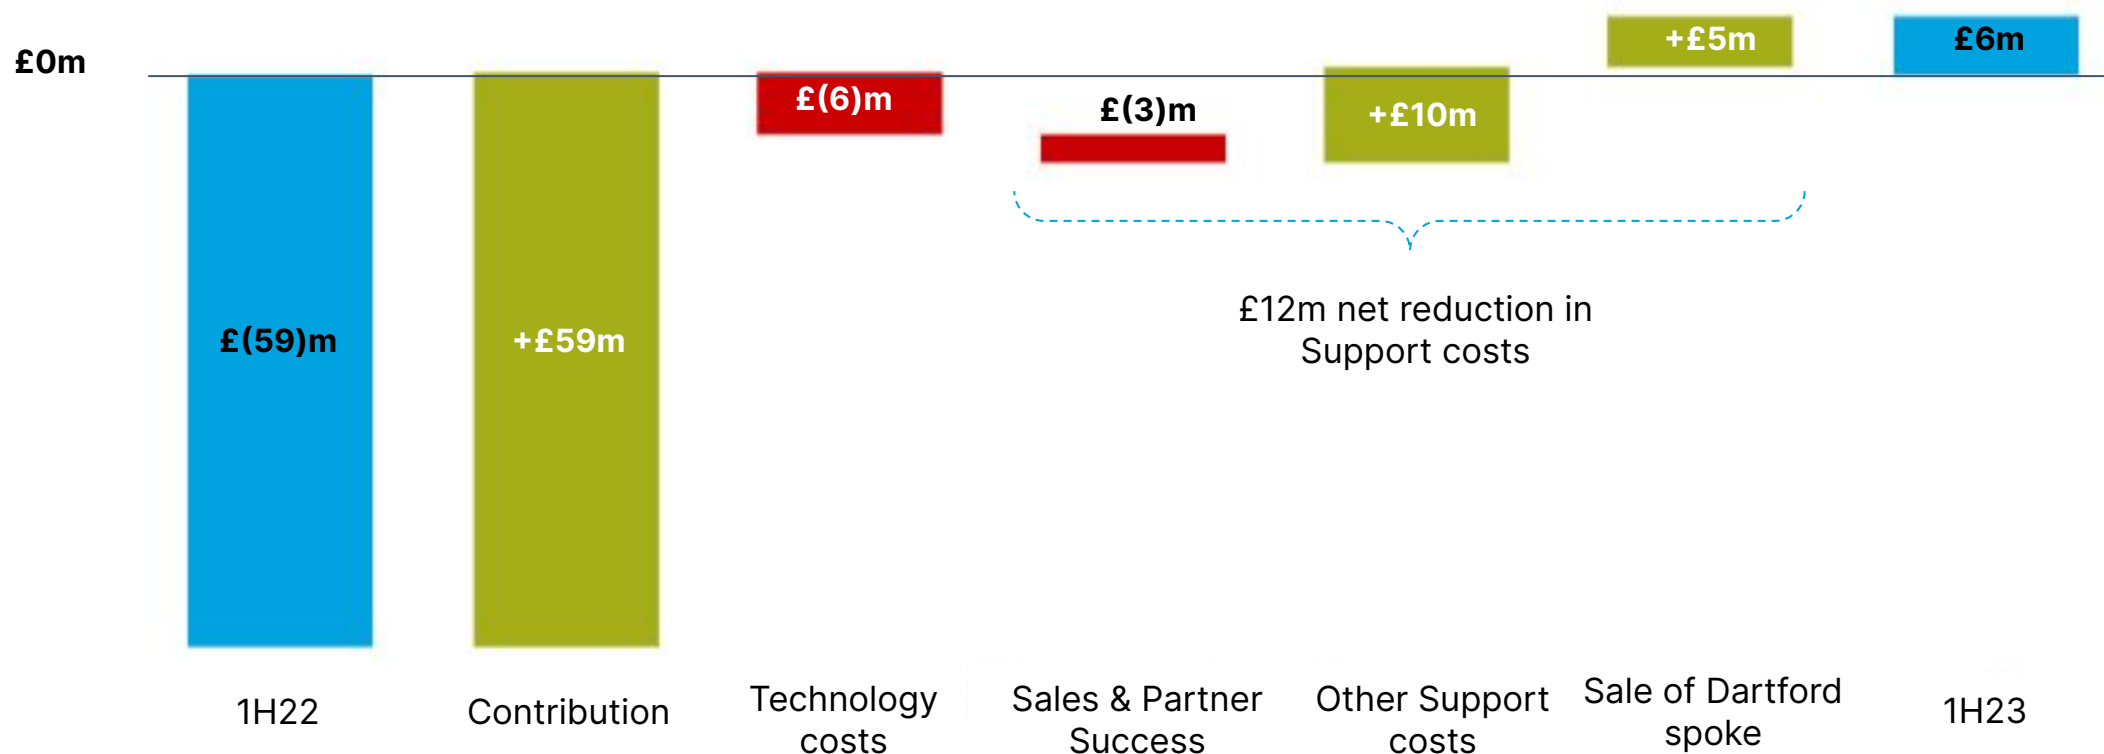 £0m
£(59)m
+£59m
£(6)m
£(3)m
+£10m
+£5m
£6m
£12m net reduction in
Support costs
1H22
Contribution
Technology
costs
Sales & Partner
Success
Other Support
costs
Sale of Dartford
spoke
1H23